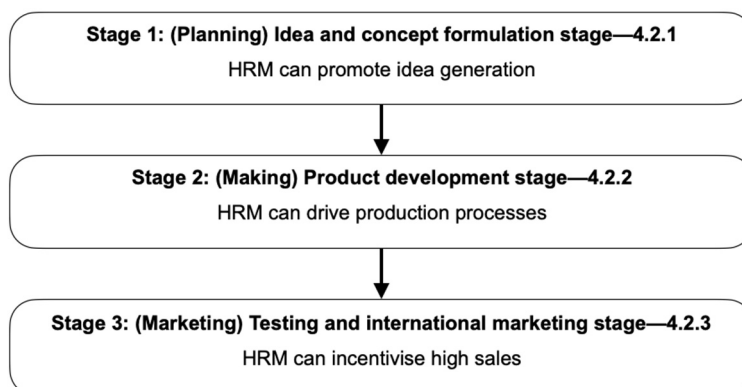 Stage 1: (Planning) Idea and concept formulation stage—4.2.1
HRM can promote idea generation
Stage 2: (Making) Product development stage—4.2.2
HRM can drive production processes
Stage 3: (Marketing) Testing and international marketing stage—4.2.3
HRM can incentivise high sales